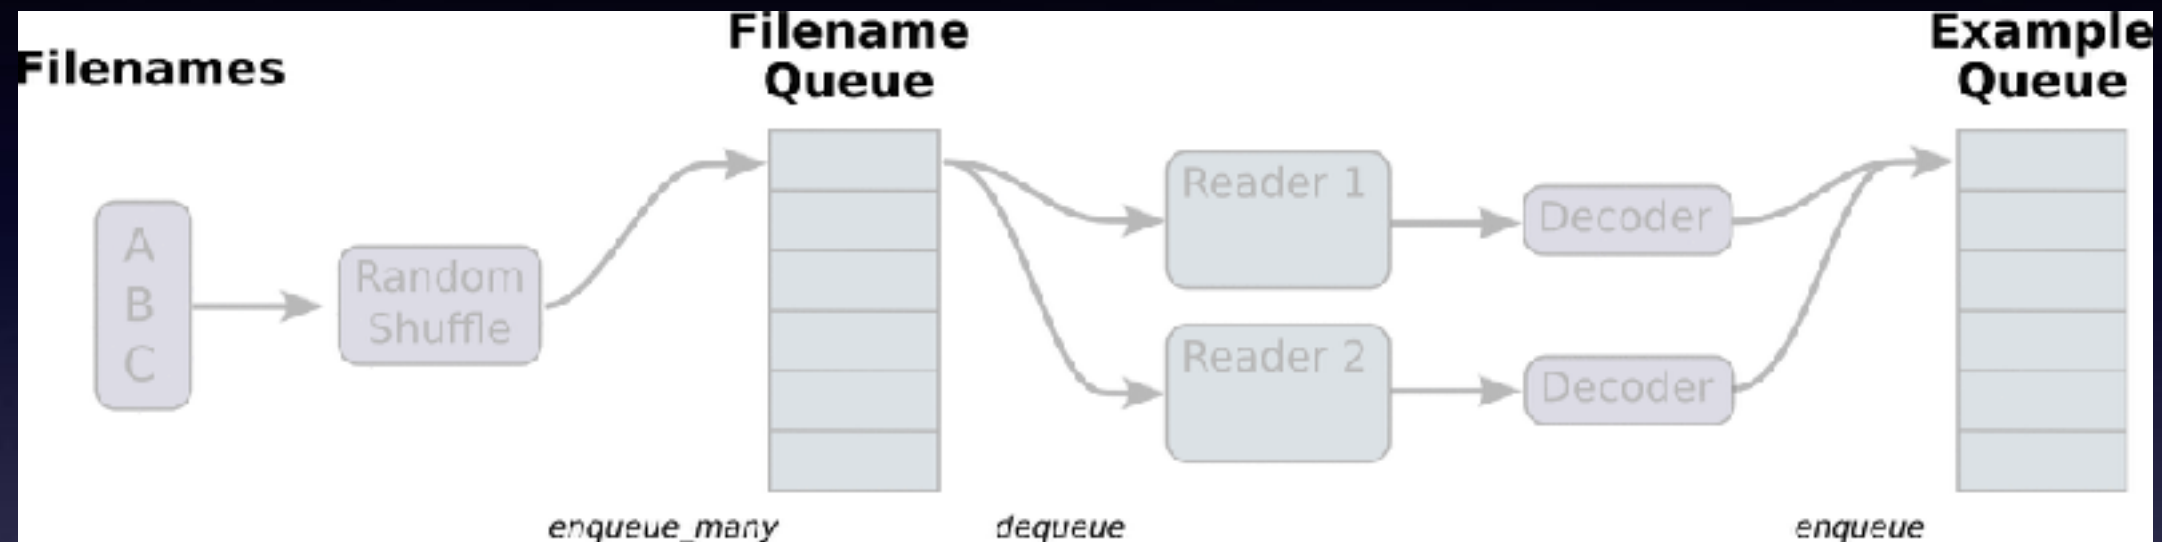 Filenames
Filename
Queue
Example
Queue
A
B
C
Random
Shuffle
Reader 1
Decoder
Reader 2
Decoder
enqueue_many
dequeue
enqueue